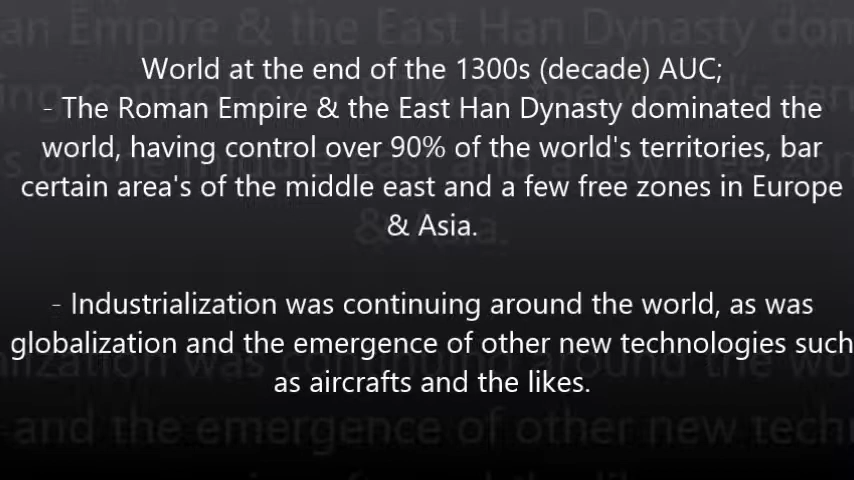 World at the end of the 1300s (decade) AUC;
- The Roman Empire & the East Han Dynasty dominated the
world, having control over 90% of the world's territories, bar
certain area's of the middle east and a few free zones in Europe
& Asia.
- Industrialization was continuing around the world, as was
globalization and the emergence of other new technologies such
as aircrafts and the likes.